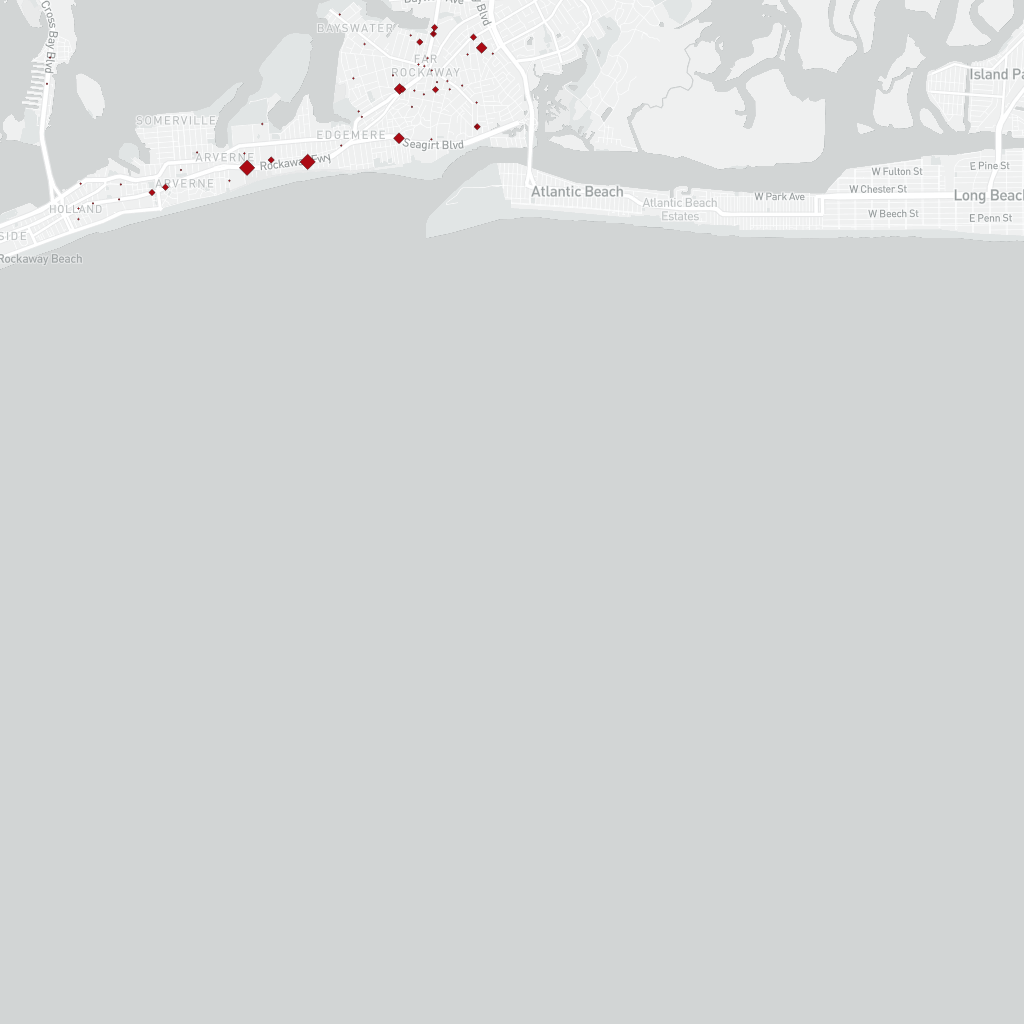 Cross Bay Blvd
Blvd
BAYSWATER
FAR
ROCKAWAY
Island Pa
SOMERVILLE
EDGEMERE
Seagirt Blvd
ARVERNE
Rockaway Fwy
E Pine St
W Fulton St
ARVERNE
W Chester St
Atlantic Beach
W Park Ave
Long Beach
Atlantic Beach
Estates
HOLLAND
W Beech St
E Penn St
SIDE
Rockaway Beach